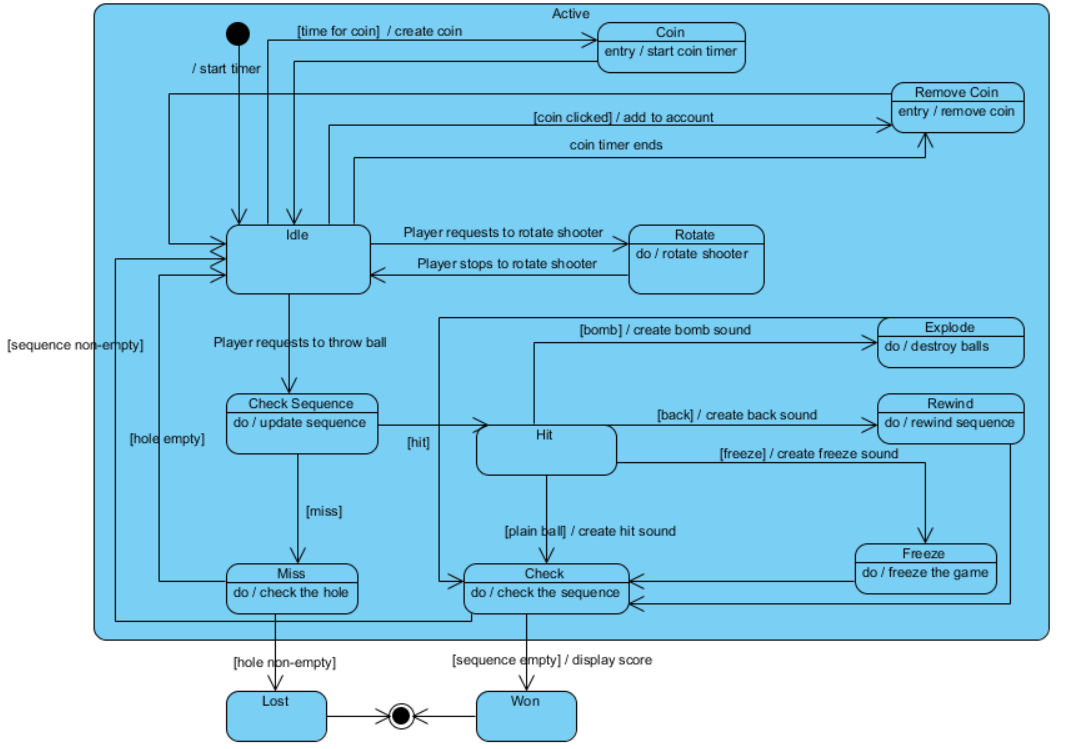 Active
[time for coin] / create coin
Coin
entry / start coin timer
/ start timer
Remove Coin
entry / remove coin
[coin clicked] / add to account
coin timer ends
Idle
Player requests to rotate shooter
Rotate
do / rotate shooter
Player stops to rotate shooter
[sequence non-empty]
Player requests to throw ball
[bomb] / create bomb sound
Explode
do / destroy balls
Check Sequence
do / update sequence
[hole empty]
[hit]
Hit
[back] / create back sound
Rewind
do / rewind sequence
[freeze] / create freeze sound
[miss]
[plain ball] / create hit sound
Freeze
do / freeze the game
Miss
do / check the hole
Check
do / check the sequence
[hole non-empty]
[sequence empty] / display score
Lost
Won